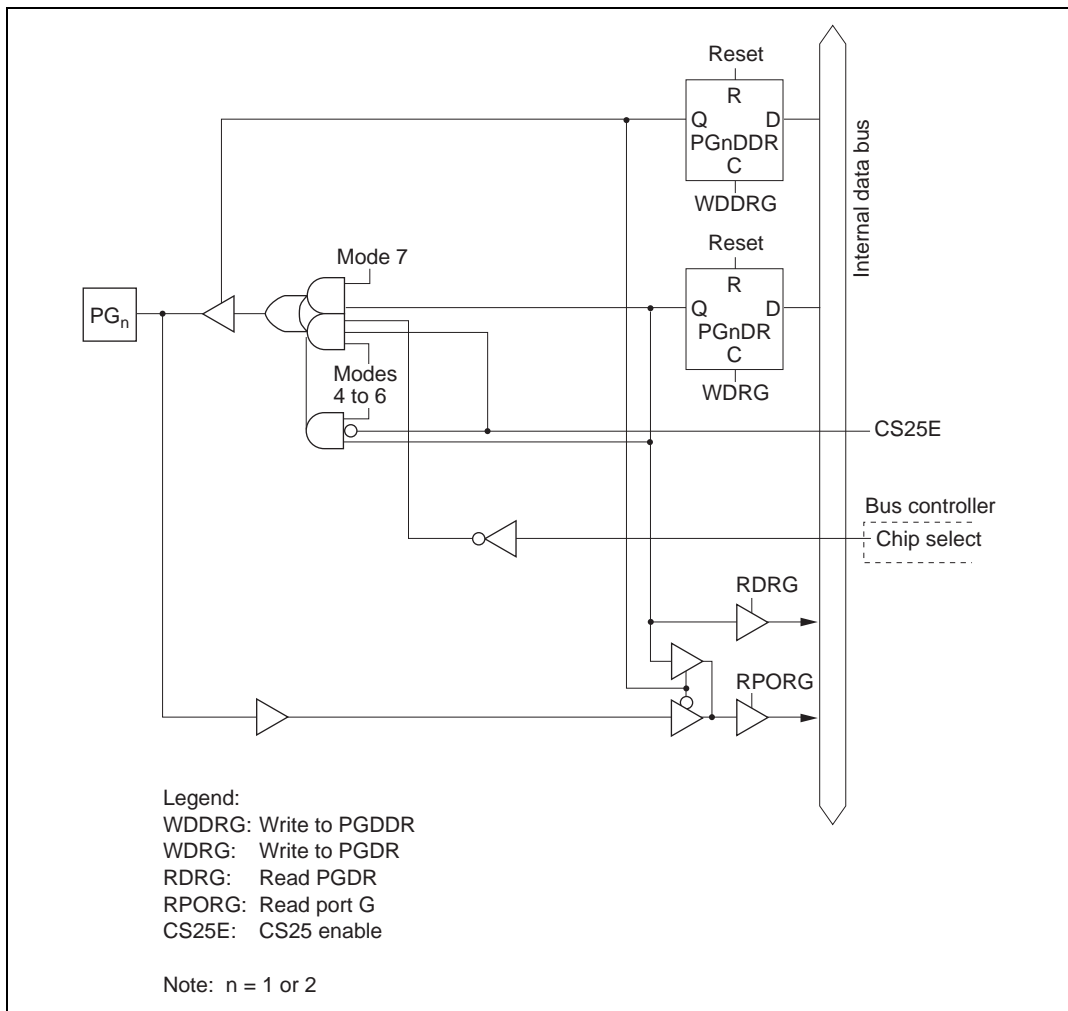 Reset
R
Q D
PGnDDR
C
WDDRG
Reset
R
Q D
PGnDR
C
WDRG
Internal data bus
Mode 7
PGn
Modes
4 to 6
CS25E
Bus controller
Chip select
RDRG
RPORG
Legend:
WDDRG: Write to PGDDR
WDRG: Write to PGDR
RDRG: Read PGDR
RPORG: Read port G
CS25E: CS25 enable
Note: n = 1 or 2